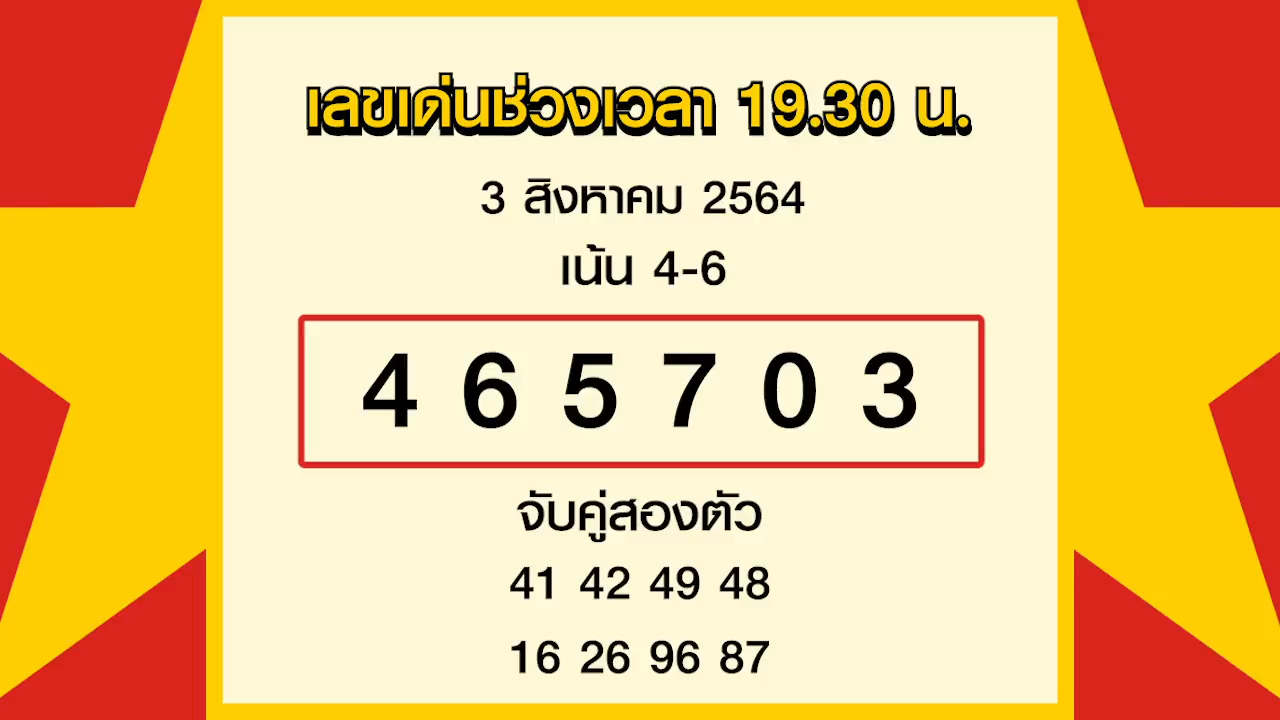 เลขเด่นช่วงเวลา 19.30 น.
3 สิงหาคม 2564
เน้น 4-6
4 6 5 7 0 3
จับคู่สองตัว
41 42 49 48
16 26 96 87